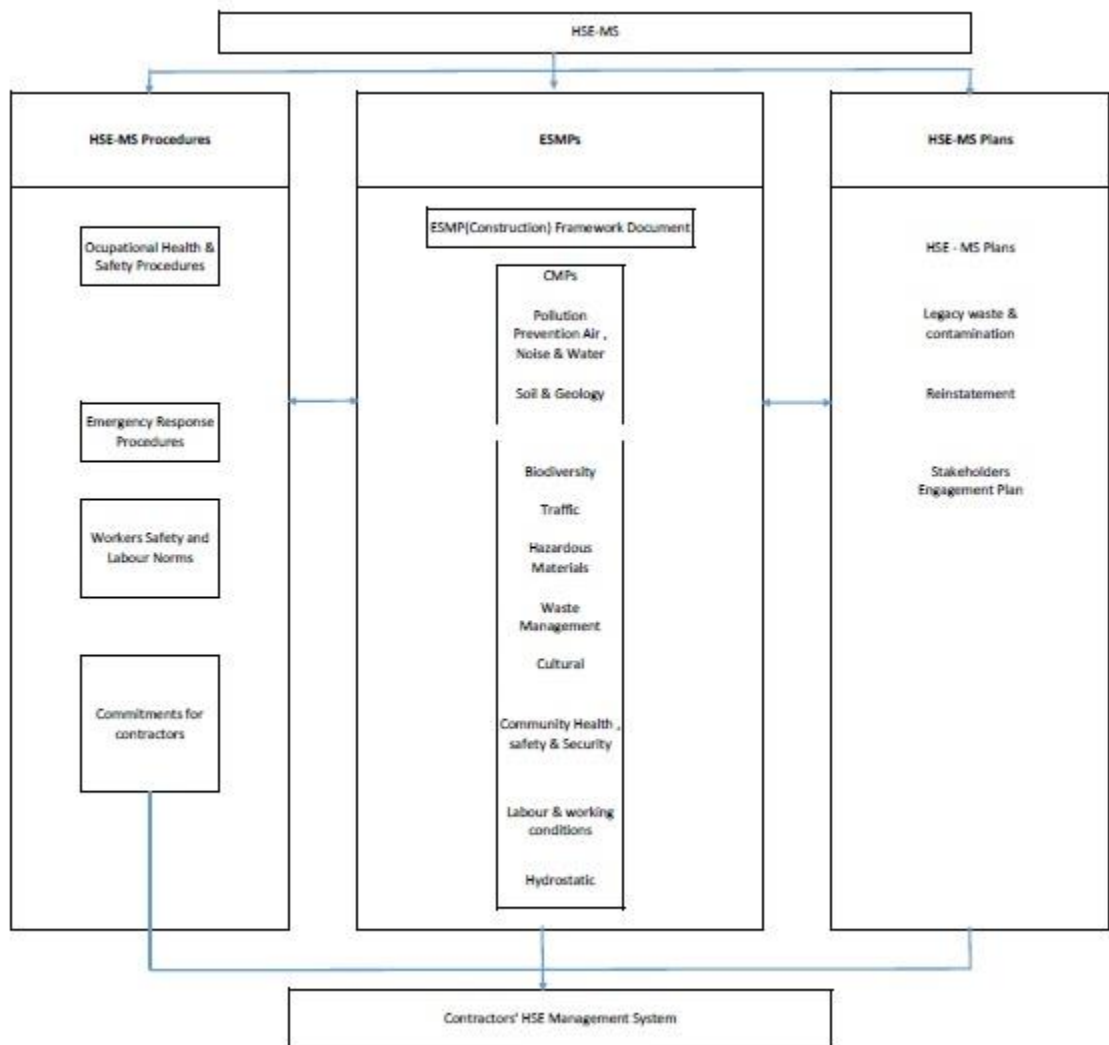 HSE-MS
HSE-MS Procedures
Ocupational Health &
Safety Procedures
Emergency Response
Procedures
Workers Safety and
Labour Norms
Commitments for
contractors
ESMPs
ESMP(Construction) Framework Document
CMPs
Pollution
Prevention Air ,
Noise & Water
Soil & Geology
Biodiversity
Traffic
Hazardous
Materials
Waste
Management
Cultural
Community Health ,
safety & Security
Labour & working
conditions
Hydrostatic
HSE-MS Plans
HSE - MS Plans
Legacy waste &
contamination
Reinstatement
Stakeholders
Engagement Plan
Contractors' HSE Management System